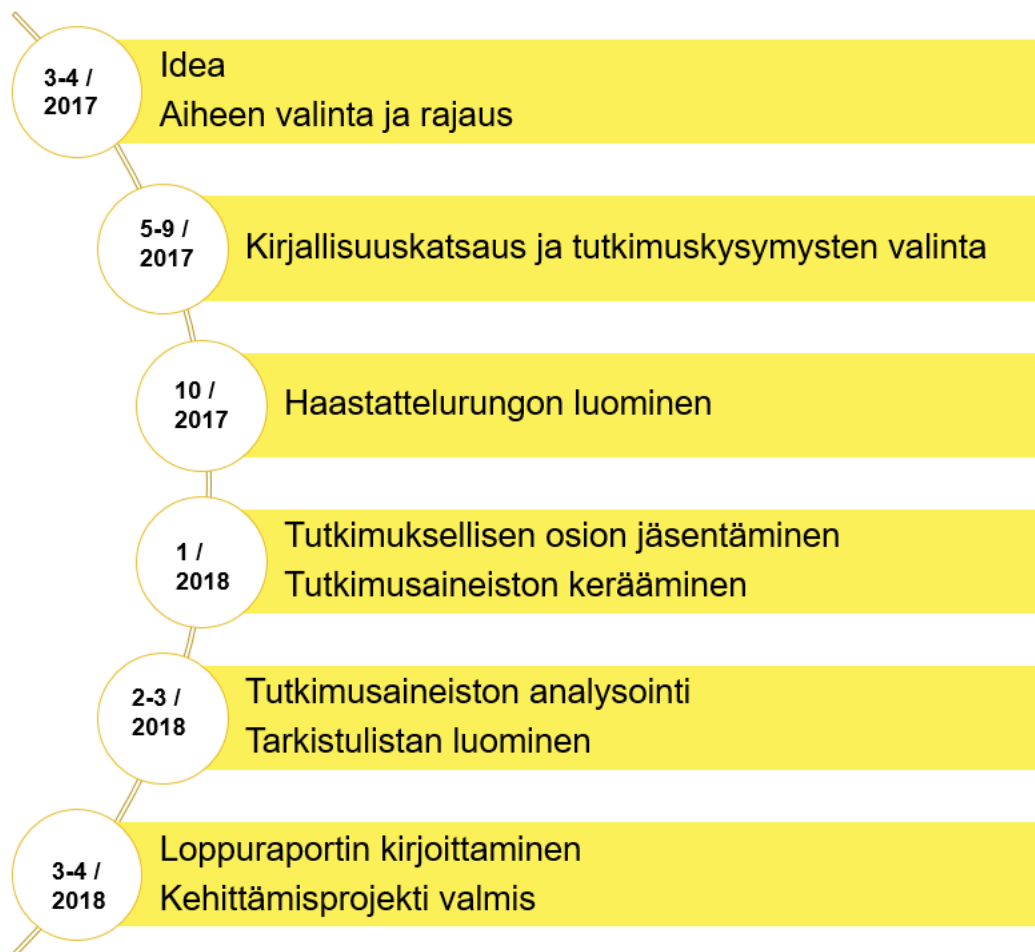 3-4 /
2017
Idea
Aiheen valinta ja rajaus
5-9 /
2017
Kirjallisuuskatsaus ja tutkimuskysymysten valinta
10 /
2017
Haastattelurungon luominen
1 /
2018
Tutkimuksellisen osion jäsentäminen
Tutkimusaineiston kerääminen
2-3 /
2018
Tutkimusaineiston analysointi
Tarkistulistan luominen
3-4 /
2018
Loppuraportin kirjoittaminen
Kehittämisprojekti valmis